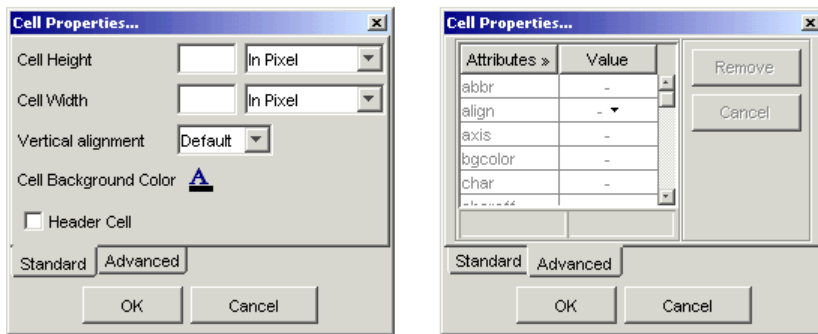 Cell Properties...
Cell Height In Pixel
Cell Width In Pixel
Vertical alignment Default
Cell Background Color A
Header Cell
Standard Advanced
OK Cancel
Cell Properties...
Attributes » Value
abbr -
align -
axis -
bgcolor -
char -
Remove
Cancel
Standard Advanced
OK Cancel